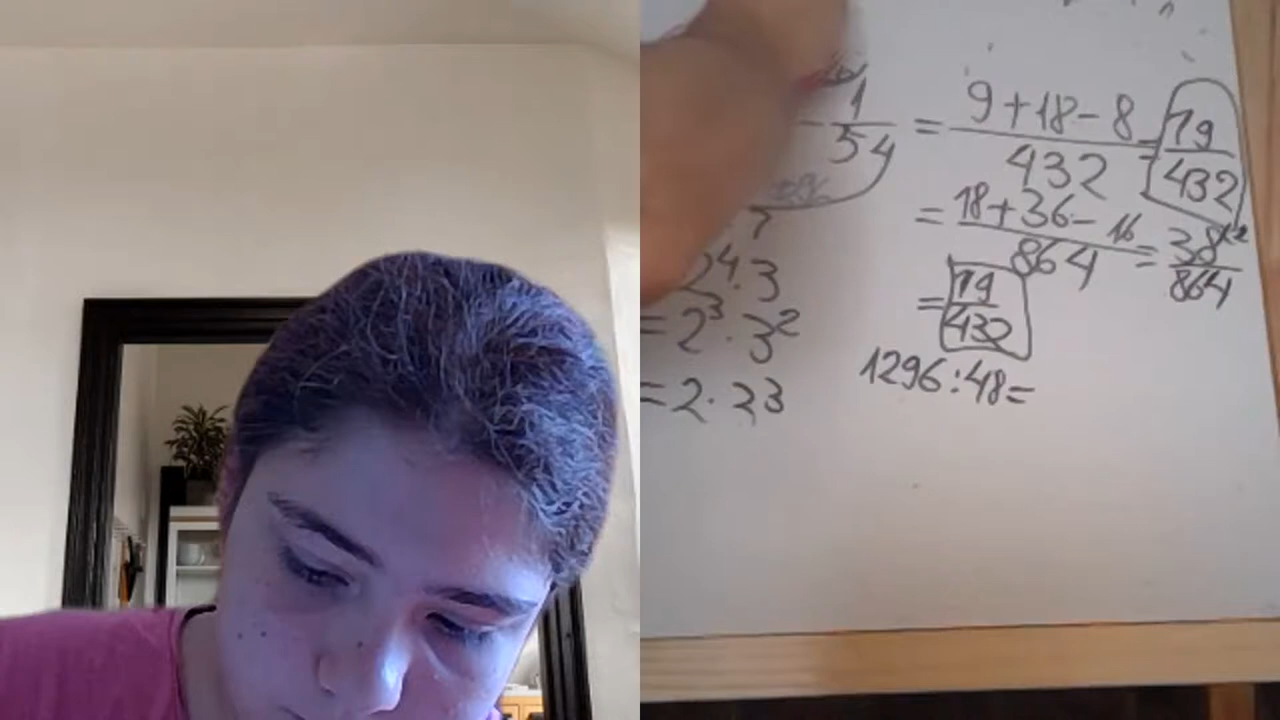 - 1/54 = (9+18-8)/432 = 19/432
= (18+36-16)/864 = 38/864
2⁴·3 = 19/432
= 2³·3²
1296:48=
= 2·33